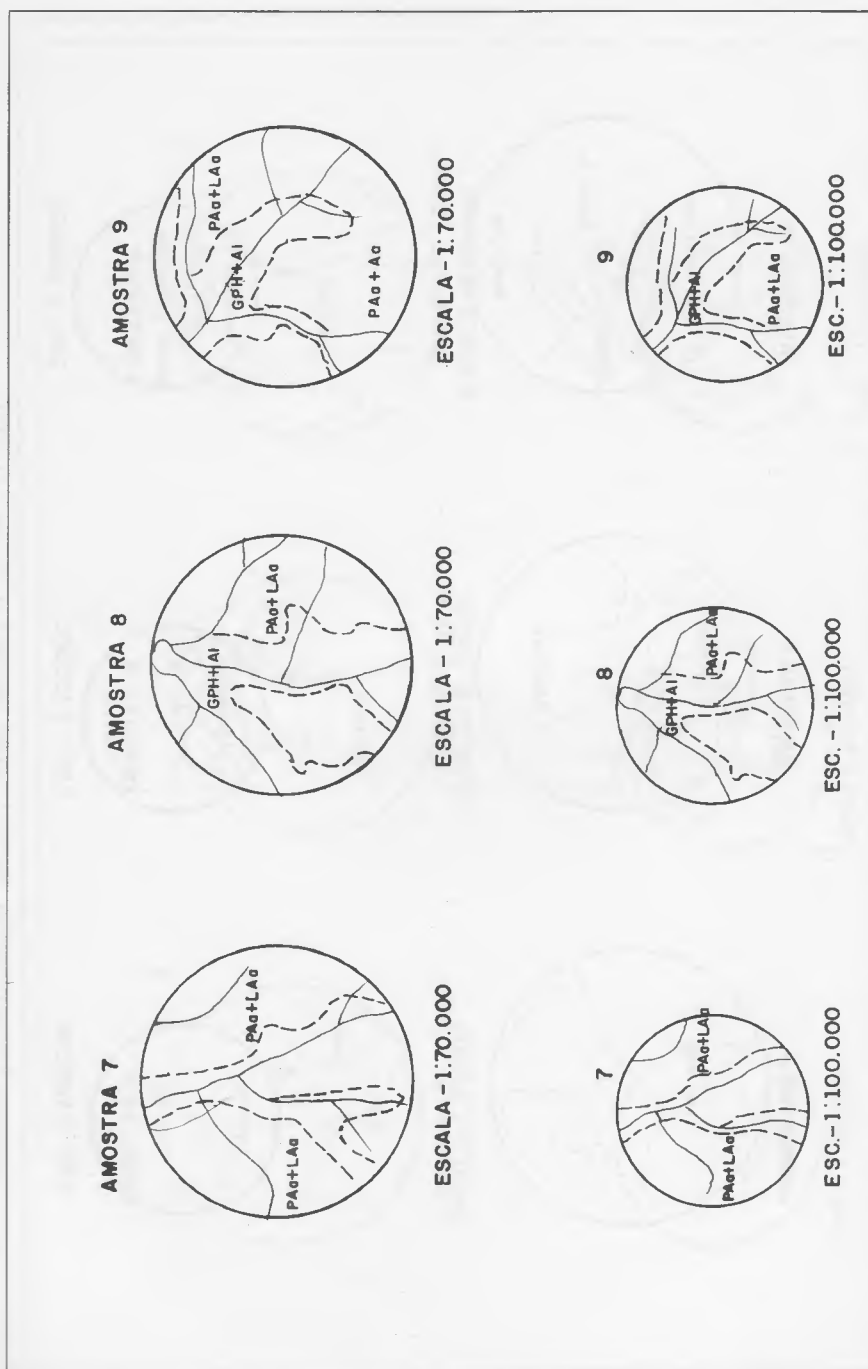 AMOSTRA 7
PAa+LAa
PAa+LAa
ESCALA-1:70.000
AMOSTRA 8
GPH+AI
PAa+LAa
ESCALA-1:70.000
AMOSTRA 9
PAa+LAa
GPH+AI
PAa+Aa
ESCALA-1:70.000
7
PAa+LAa
PAa+LAa
ESC.-1:100.000
8
GPH+AI
PAa+LAa
ESC.-1:100.000
9
GPH+AI
PAa+LAa
ESC.-1:100.000